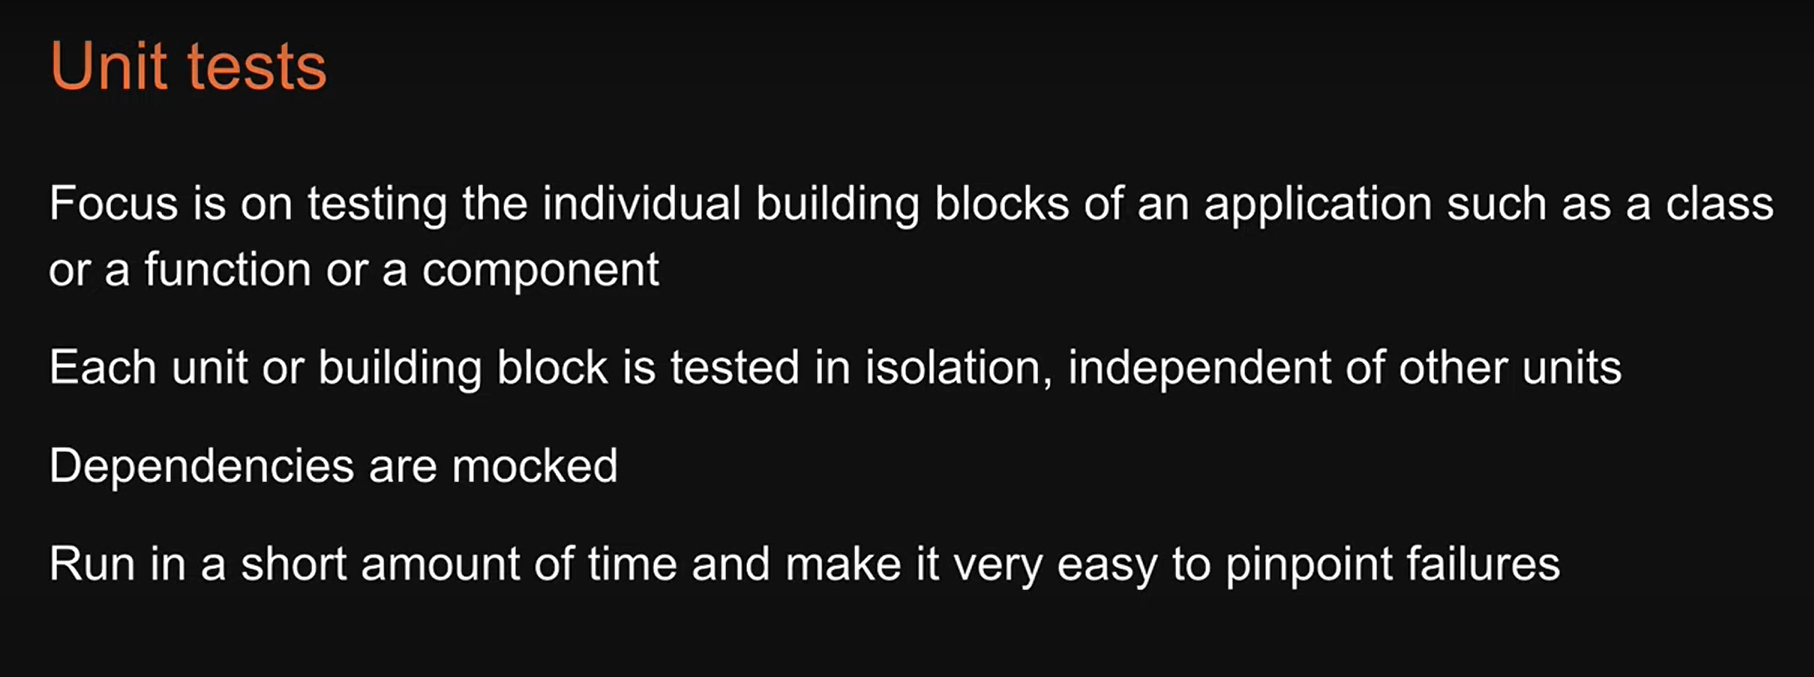 Unit tests
Focus is on testing the individual building blocks of an application such as a class
or a function or a component
Each unit or building block is tested in isolation, independent of other units
Dependencies are mocked
Run in a short amount of time and make it very easy to pinpoint failures